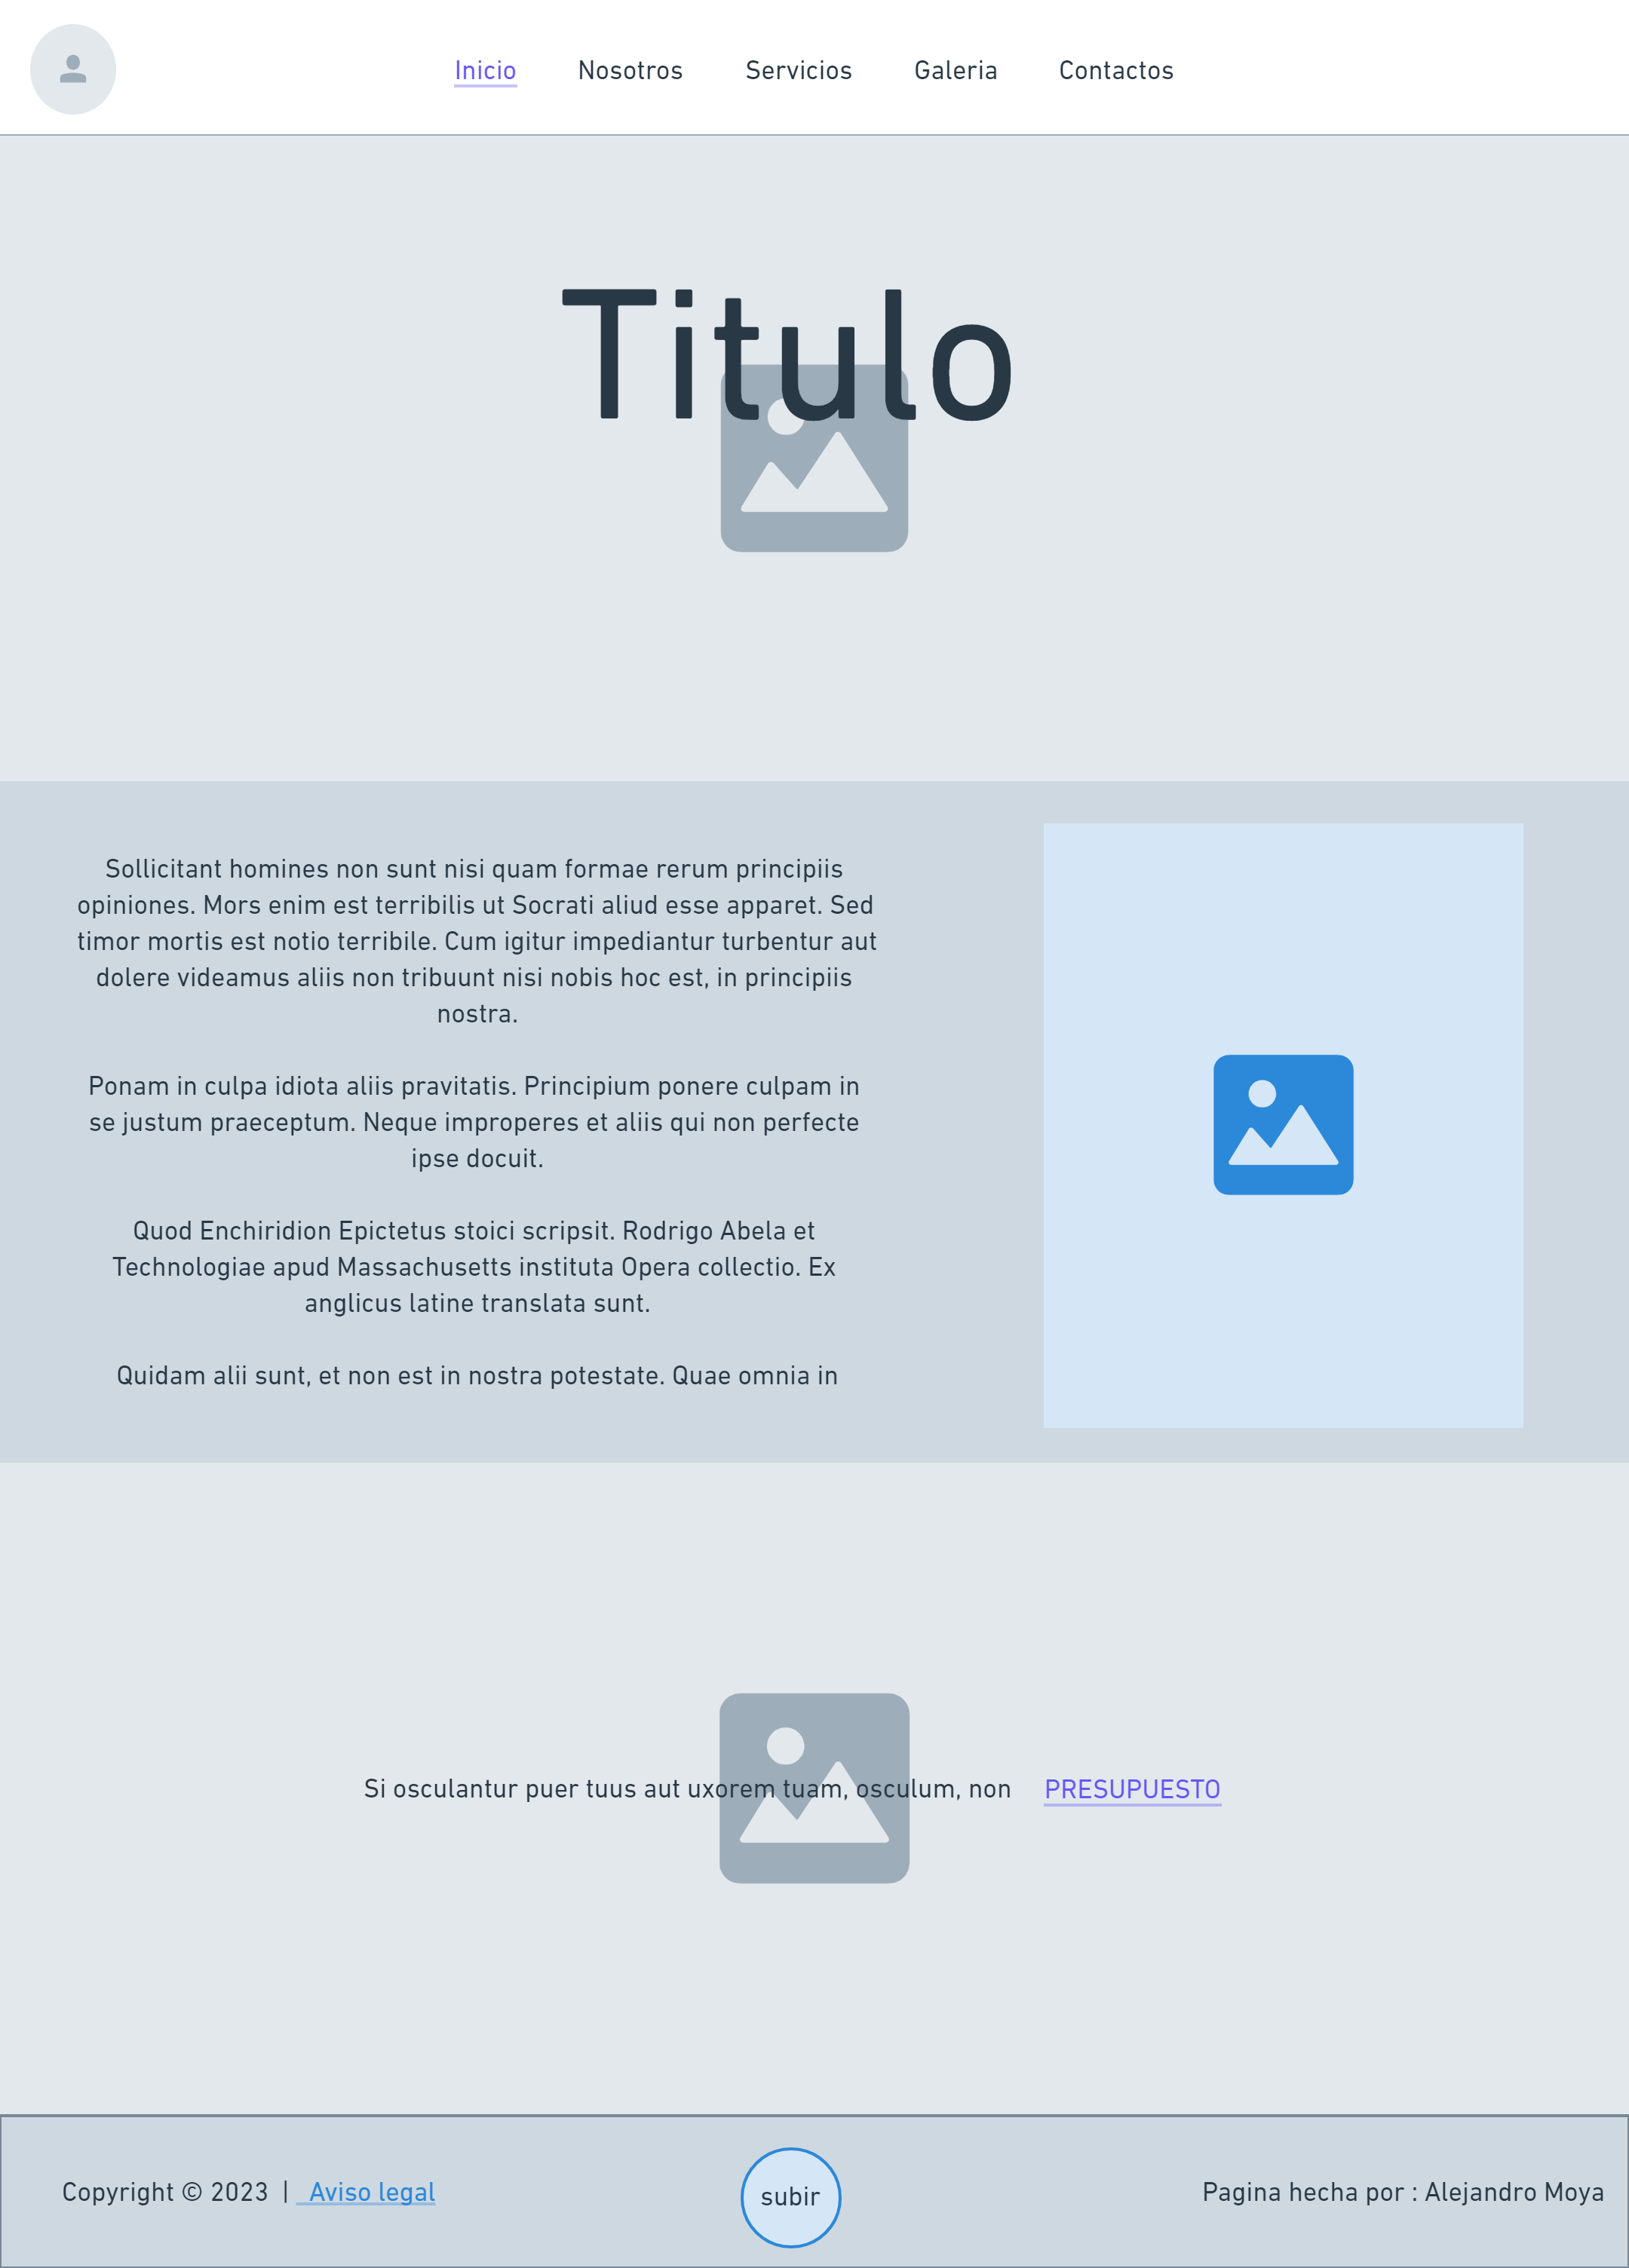 Inicio Nosotros Servicios Galeria Contactos
Titulo
Sollicitant homines non sunt nisi quam formae rerum principiis
opiniones. Mors enim est terribilis ut Socrati aliud esse apparet. Sed
timor mortis est notio terribile. Cum igitur impediantur turbentur aut
dolere videamus aliis non tribuunt nisi nobis hoc est, in principiis
nostra.
Ponam in culpa idiota aliis pravitatis. Principium ponere culpam in
se justum praeceptum. Neque improperes et aliis qui non perfecte
ipse docuit.
Quod Enchiridion Epictetus stoici scripsit. Rodrigo Abela et
Technologiae apud Massachusetts instituta Opera collectio. Ex
anglicus latine translata sunt.
Quidam alii sunt, et non est in nostra potestate. Quae omnia in
Si osculantur puer tuus aut uxorem tuam, osculum, non PRESUPUESTO
Copyright © 2023 | Aviso legal subir Pagina hecha por : Alejandro Moya